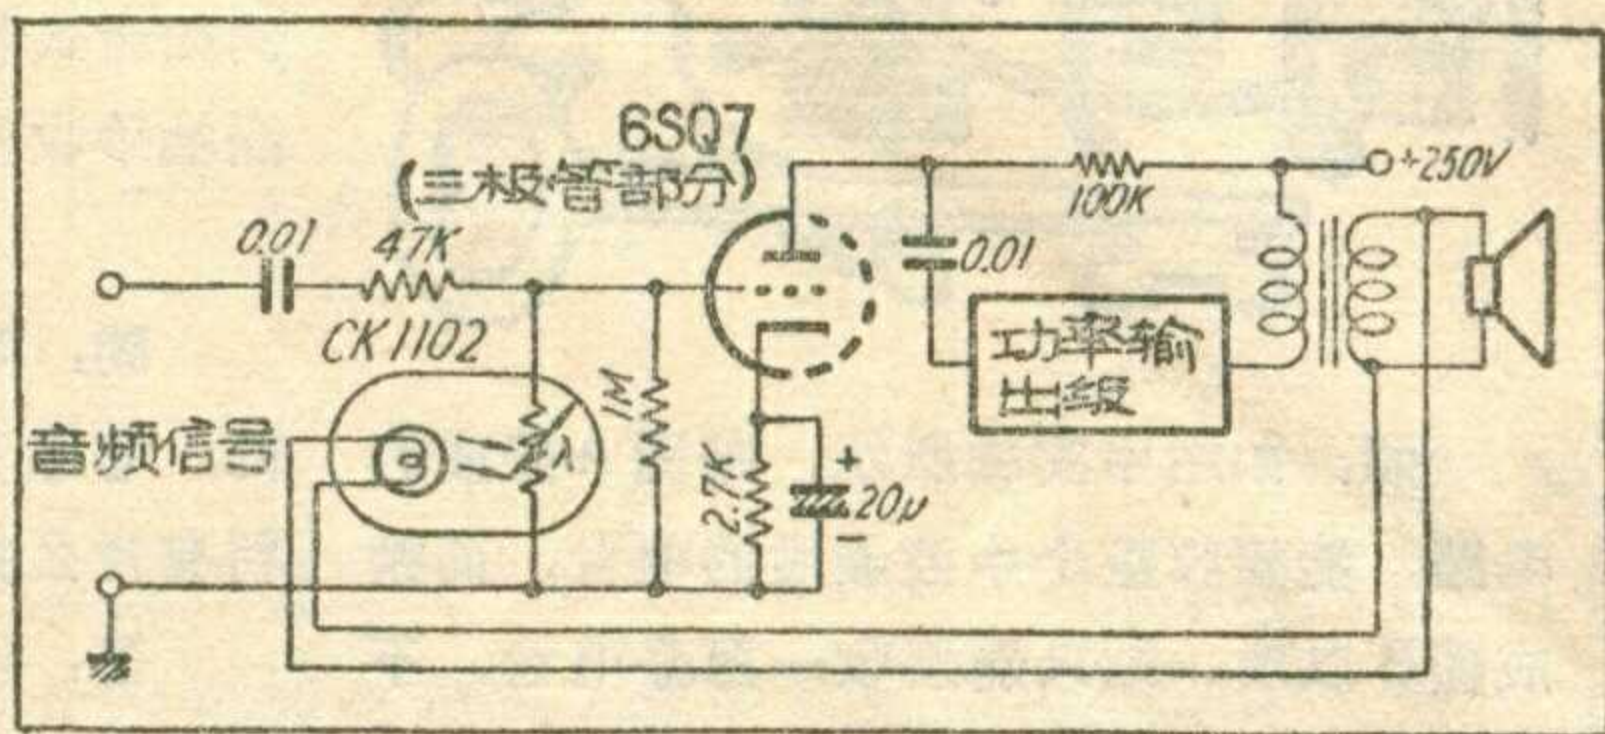 6SQ7
(三极管部分)
+250V
100K
0.01
47K
0.01
CK1102
功率输
出级
1M
音频信号
λ
2.7K
+
20μ
−